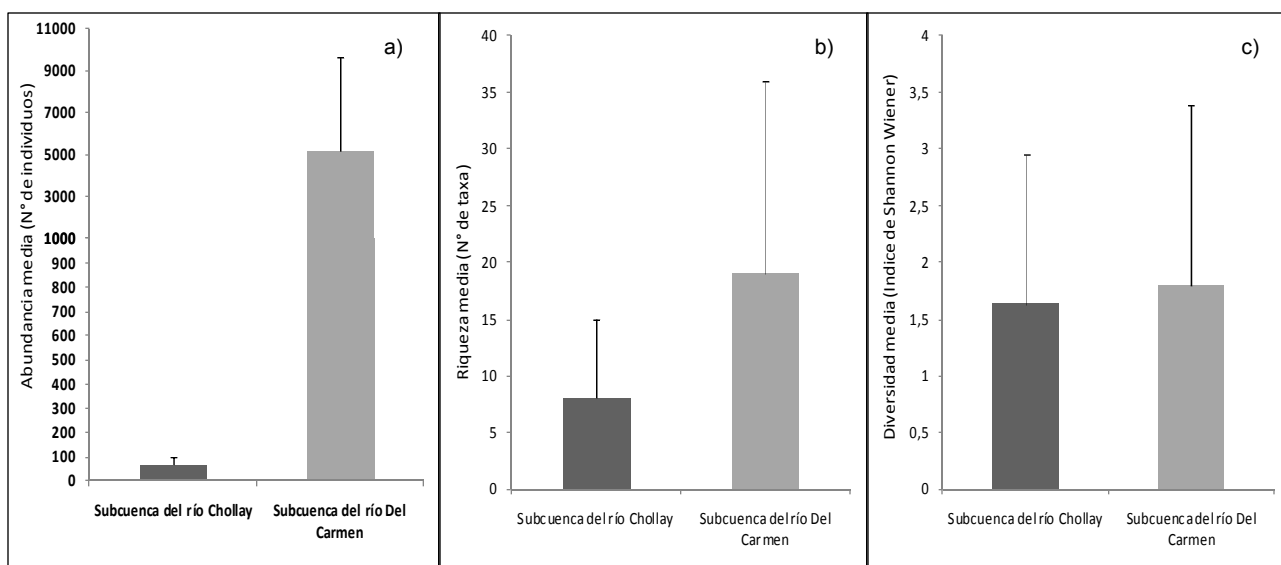 a)
Abundancia media (N° de individuos)
11000
9000
7000
5000
3000
1000
900
800
700
600
500
400
300
200
100
0
Subcuenca del río Chollay
Subcuenca del río Del
Carmen
b)
Riqueza media (N° de taxa)
40
35
30
25
20
15
10
5
0
Subcuenca del río Chollay
Subcuenca del río Del
Carmen
c)
Diversidad media (Indice de Shannon Wiener)
4
3,5
3
2,5
2
1,5
1
0,5
0
Subcuenca del río Chollay
Subcuenca del río Del
Carmen